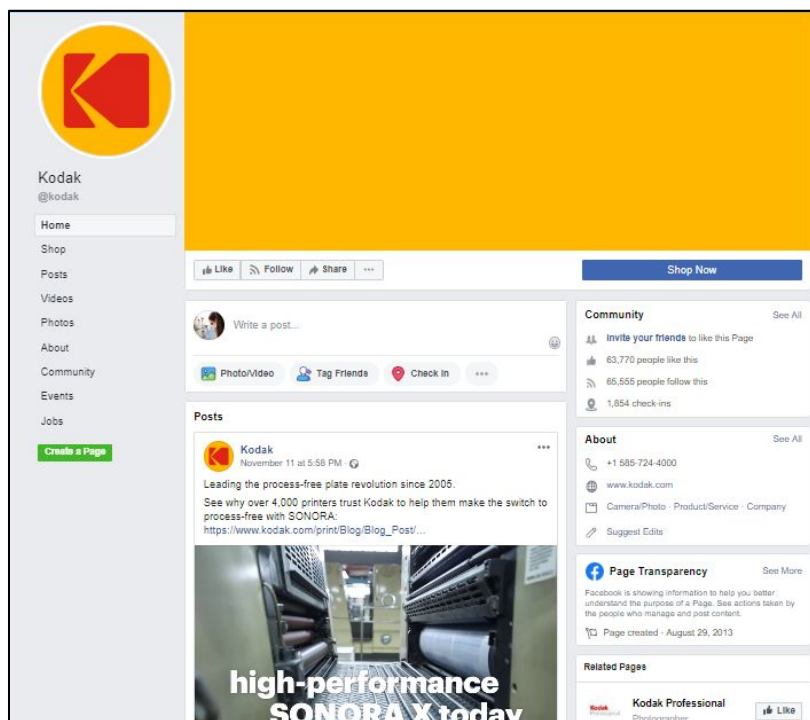 Kodak
@kodak
Home
Shop
Posts
Videos
Photos
About
Community
Events
Jobs
Create a Page
Like
Follow
Share
Shop Now
Write a post...
Photo/Video
Tag Friends
Check in
Posts
Kodak
November 11 at 5:58 PM ·
Leading the process-free plate revolution since 2005.
See why over 4,000 printers trust Kodak to help them make the switch to
process-free with SONORA:
https://www.kodak.com/print/Blog/Blog_Post/...
high-performance
SONORA X today
Community See All
Invite your friends to like this Page
63,770 people like this
65,555 people follow this
1,854 check-ins
About See All
+1 585-724-4000
www.kodak.com
Camera/Photo · Product/Service · Company
Suggest Edits
Page Transparency See More
Facebook is showing information to help you better
understand the purpose of a Page. See actions taken by
the people who manage and post content.
Page created - August 29, 2013
Related Pages
Kodak
Kodak Professional
Like
Photographer